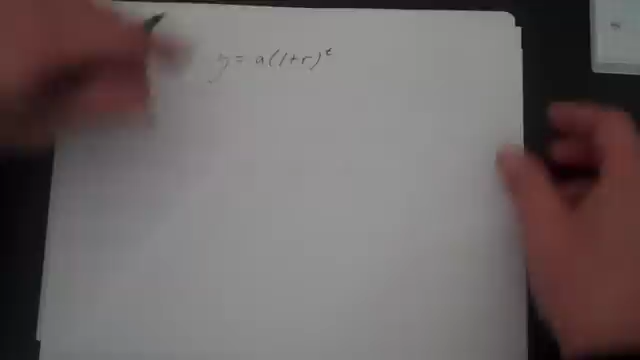 y = a(1+r)^t